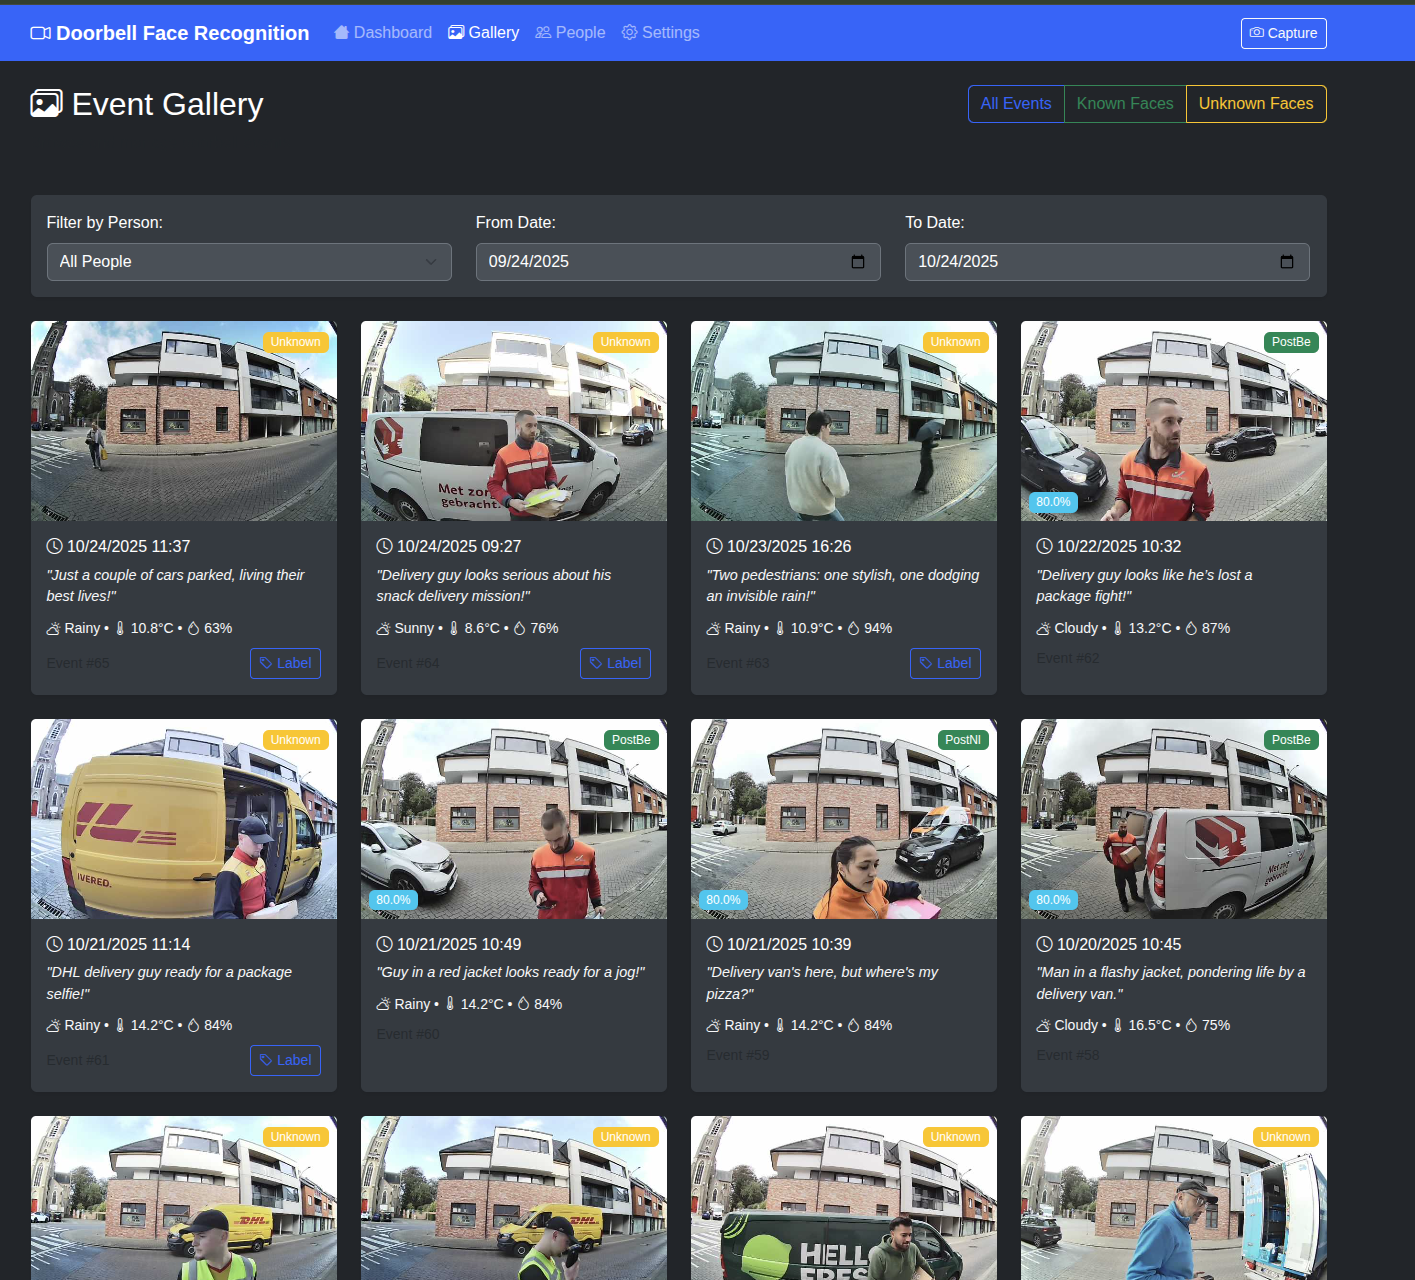 Doorbell Face Recognition Dashboard Gallery People Settings Capture
Event Gallery
All Events Known Faces Unknown Faces
Filter by Person: From Date: To Date:
All People 09/24/2025 10/24/2025
Unknown Unknown Unknown PostBe
Met zorg
gebracht.
80.0%
10/24/2025 11:37 10/24/2025 09:27 10/23/2025 16:26 10/22/2025 10:32
"Just a couple of cars parked, living their "Delivery guy looks serious about his "Two pedestrians: one stylish, one dodging "Delivery guy looks like he's lost a
best lives!" snack delivery mission!" an invisible rain!" package fight!"
Rainy • 10.8°C • 63% Sunny • 8.6°C • 76% Rainy • 10.9°C • 94% Cloudy • 13.2°C • 87%
Event #65 Label Event #64 Label Event #63 Label Event #62
Unknown PostBe PostNl PostBe
Met zorg
gebracht
IVERED.
80.0% 80.0% 80.0%
10/21/2025 11:14 10/21/2025 10:49 10/21/2025 10:39 10/20/2025 10:45
"DHL delivery guy ready for a package "Guy in a red jacket looks ready for a jog!" "Delivery van's here, but where's my "Man in a flashy jacket, pondering life by a
selfie!" pizza?" delivery van."
Rainy • 14.2°C • 84% Rainy • 14.2°C • 84% Rainy • 14.2°C • 84% Cloudy • 16.5°C • 75%
Event #61 Label Event #60 Event #59 Event #58
Unknown Unknown Unknown Unknown
DHL DHL
HELL
FRES